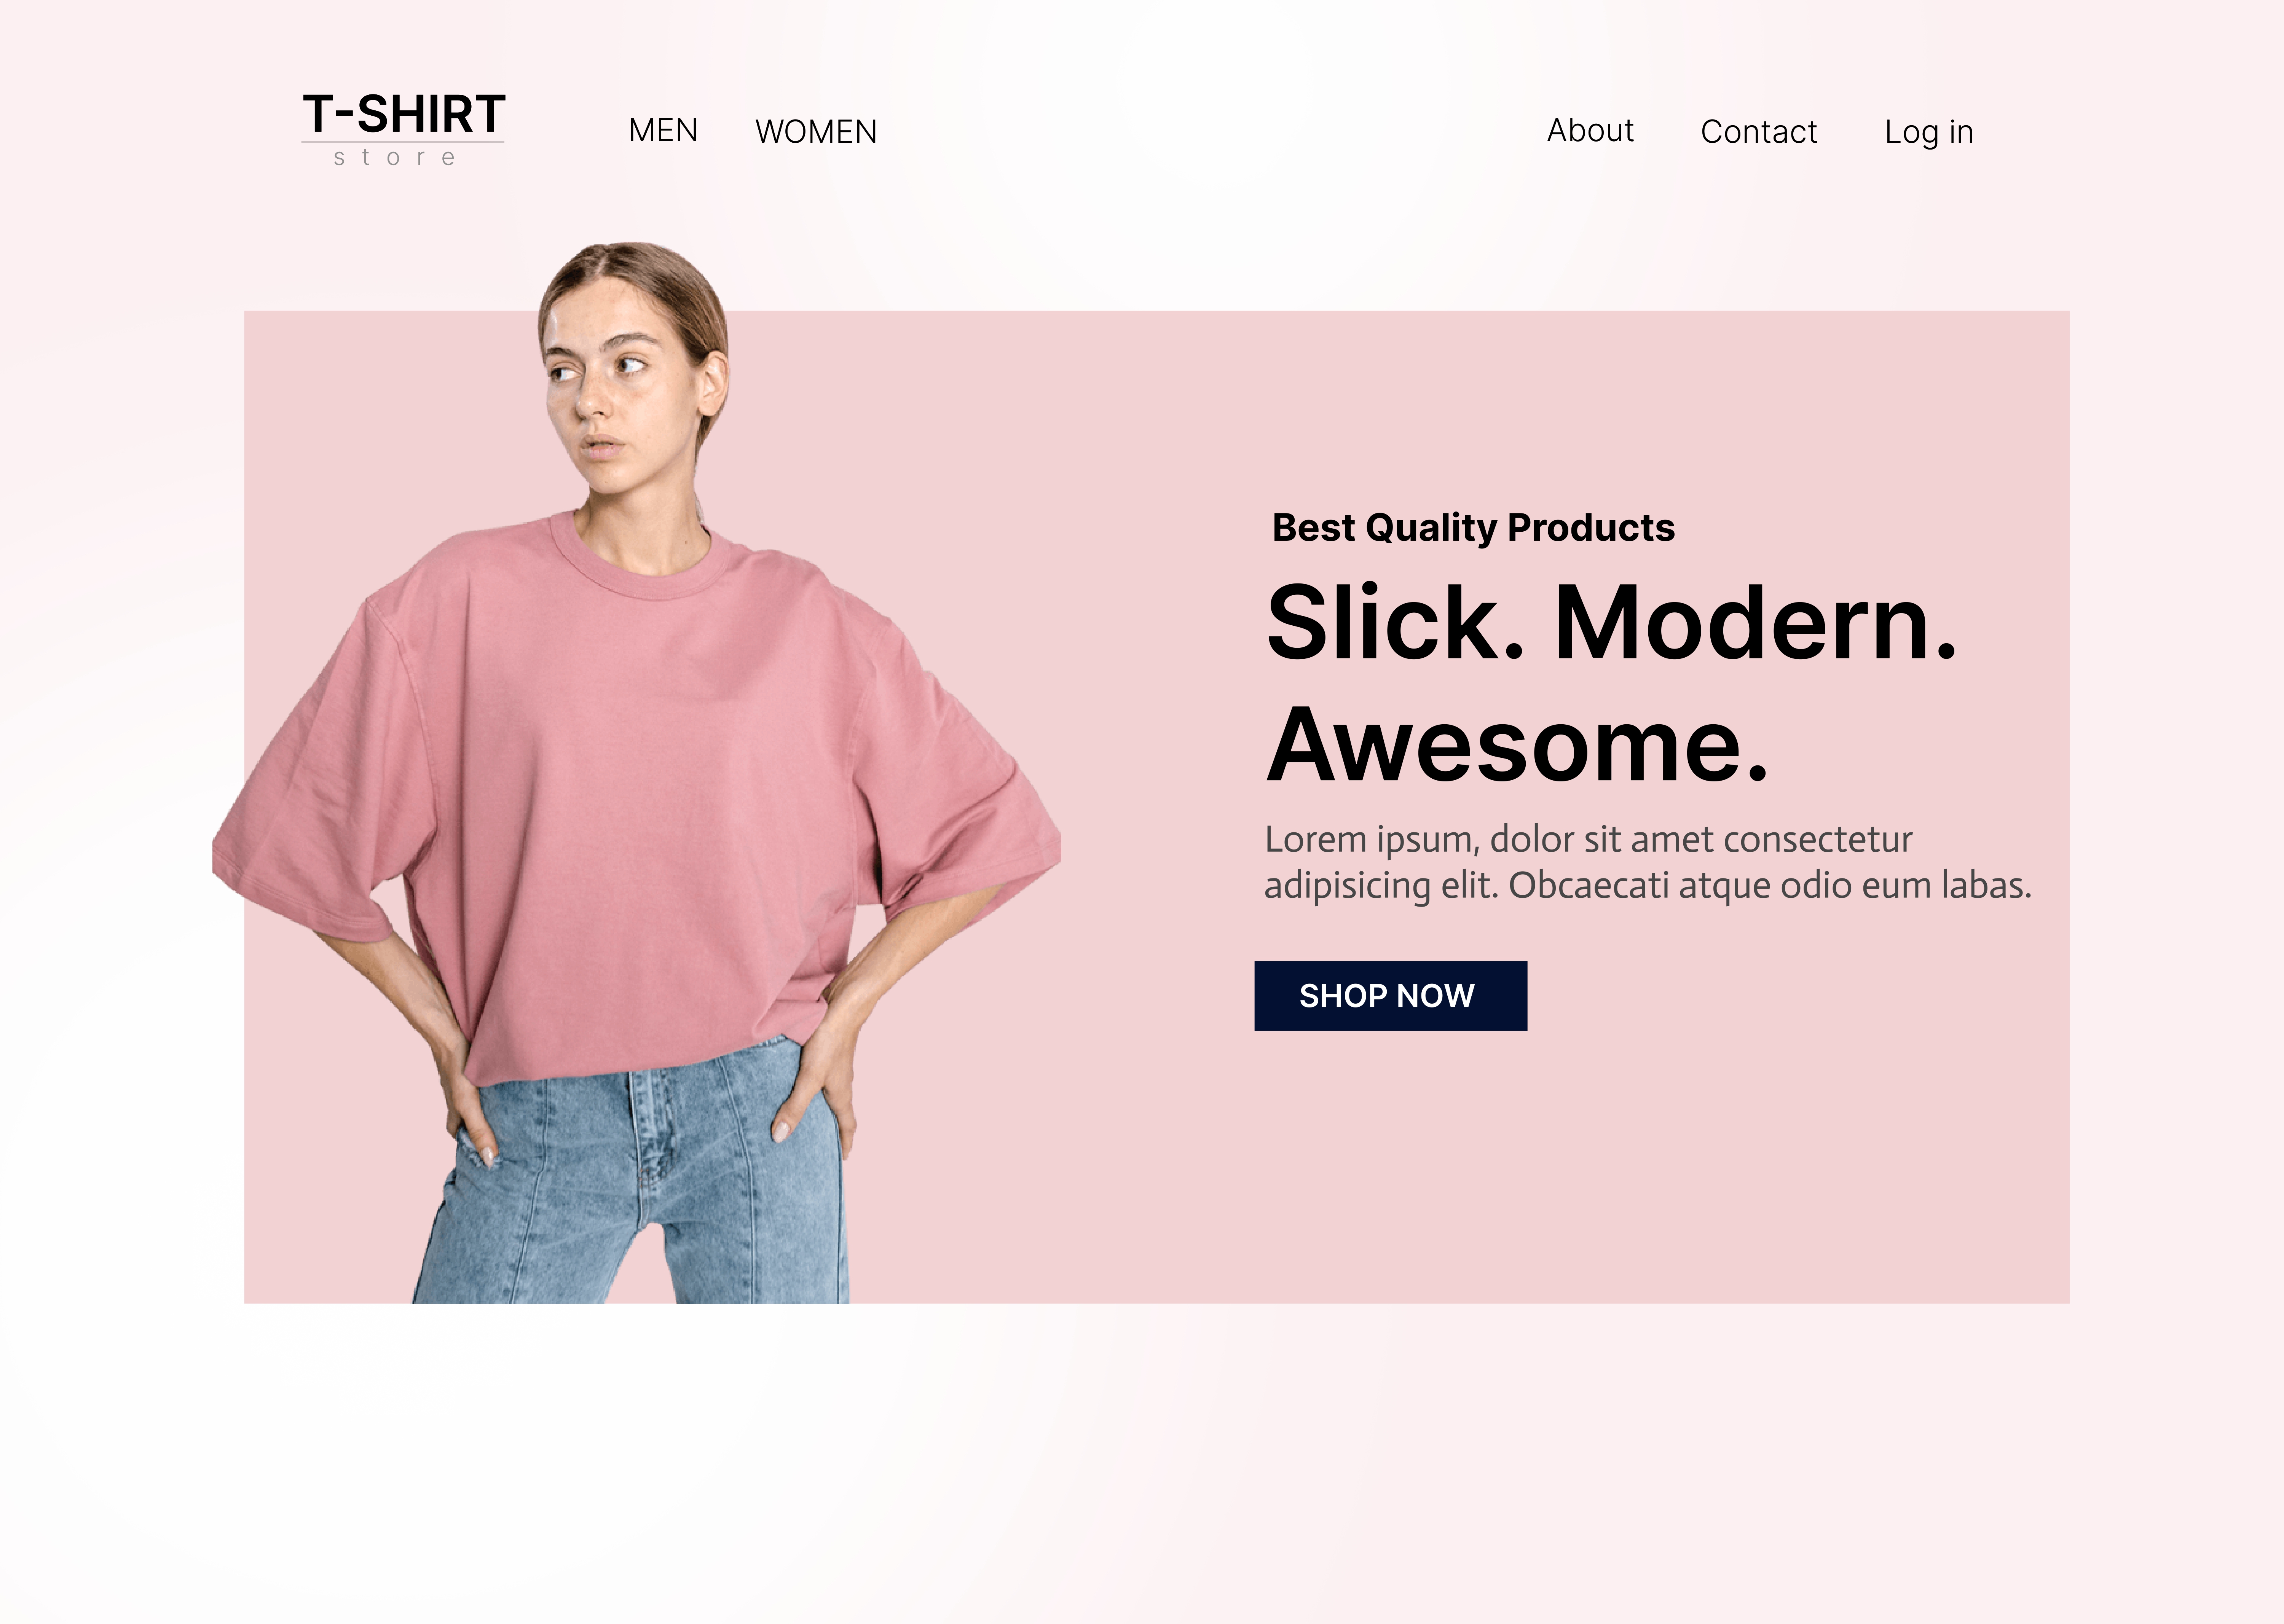 T-SHIRT
store
MEN WOMEN About Contact Log in
Best Quality Products
Slick. Modern.
Awesome.
Lorem ipsum, dolor sit amet consectetur
adipisicing elit. Obcaecati atque odio eum labas.
SHOP NOW